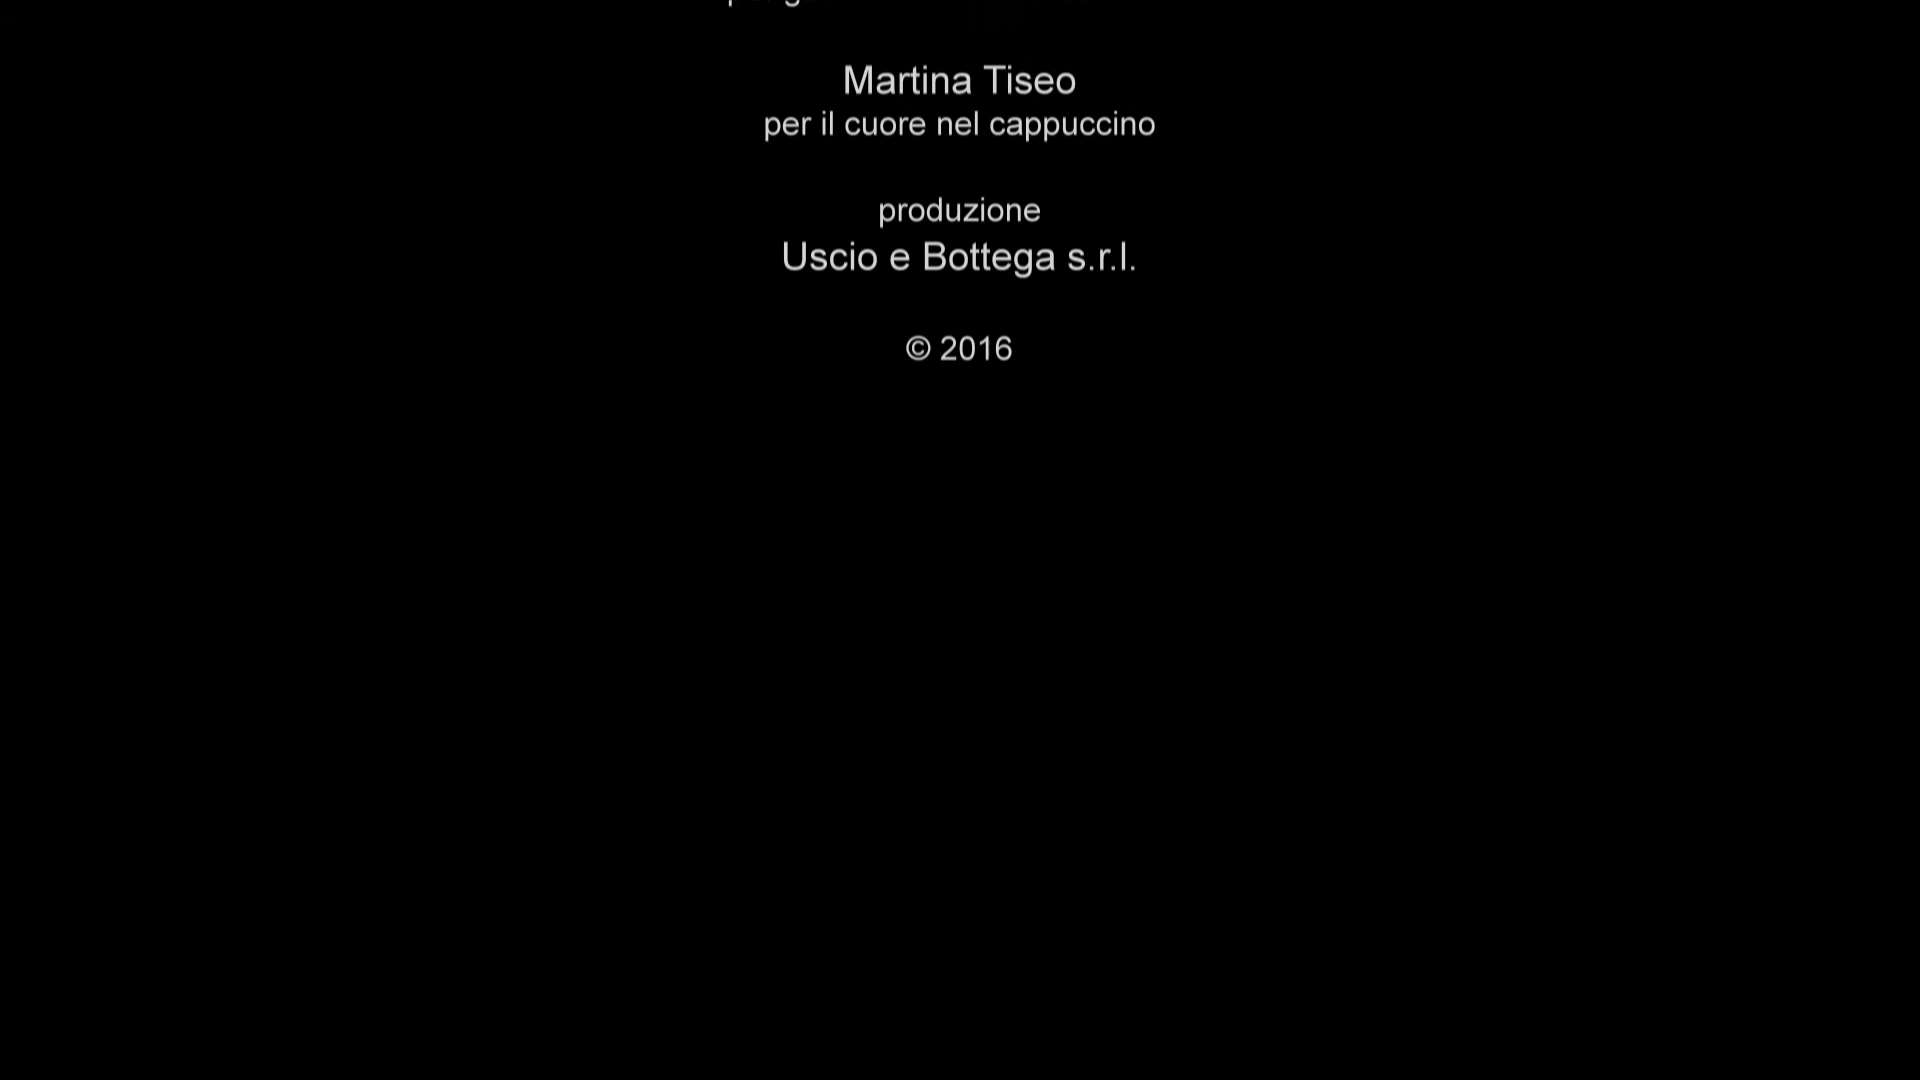 Martina Tiseo
per il cuore nel cappuccino
produzione
Uscio e Bottega s.r.l.
© 2016